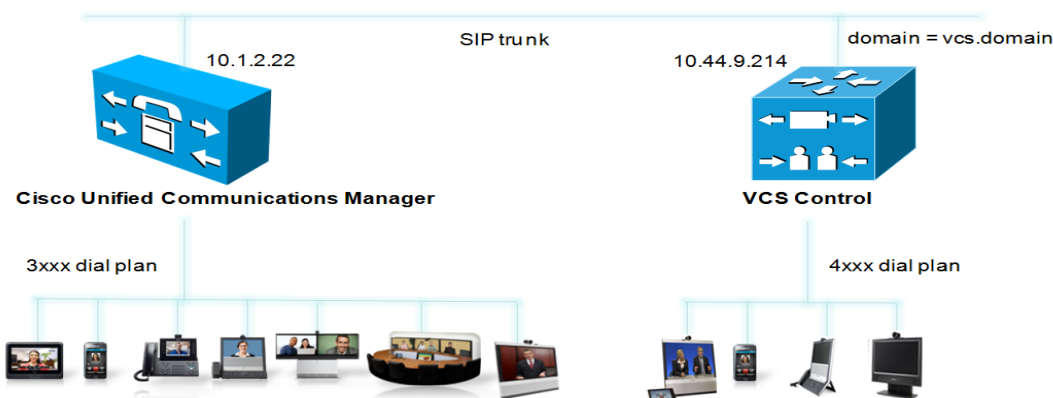 SIP trunk
domain = vcs.domain
10.1.2.22
10.44.9.214
Cisco Unified Communications Manager
VCS Control
3xxx dial plan
4xxx dial plan